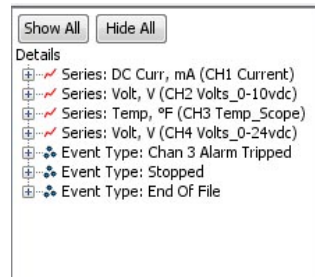 Show All Hide All
Details
Series: DC Curr, mA (CH1 Current)
Series: Volt, V (CH2 Volts_0-10vdc)
Series: Temp, °F (CH3 Temp_Scope)
Series: Volt, V (CH4 Volts_0-24vdc)
Event Type: Chan 3 Alarm Tripped
Event Type: Stopped
Event Type: End Of File